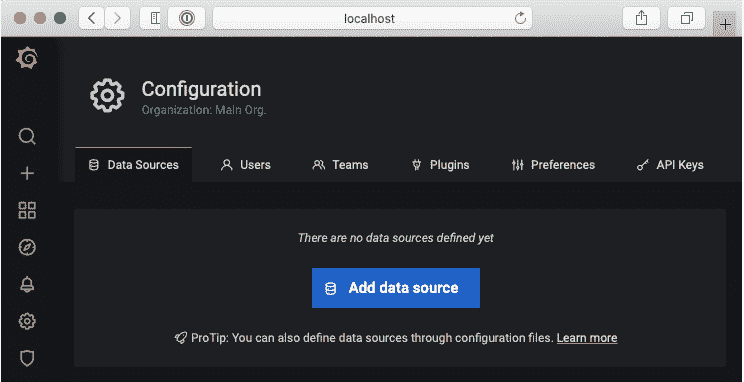 localhost
Configuration
Organization: Main Org.
Data Sources
Users
Teams
Plugins
Preferences
API Keys
There are no data sources defined yet
Add data source
ProTip: You can also define data sources through configuration files. Learn more